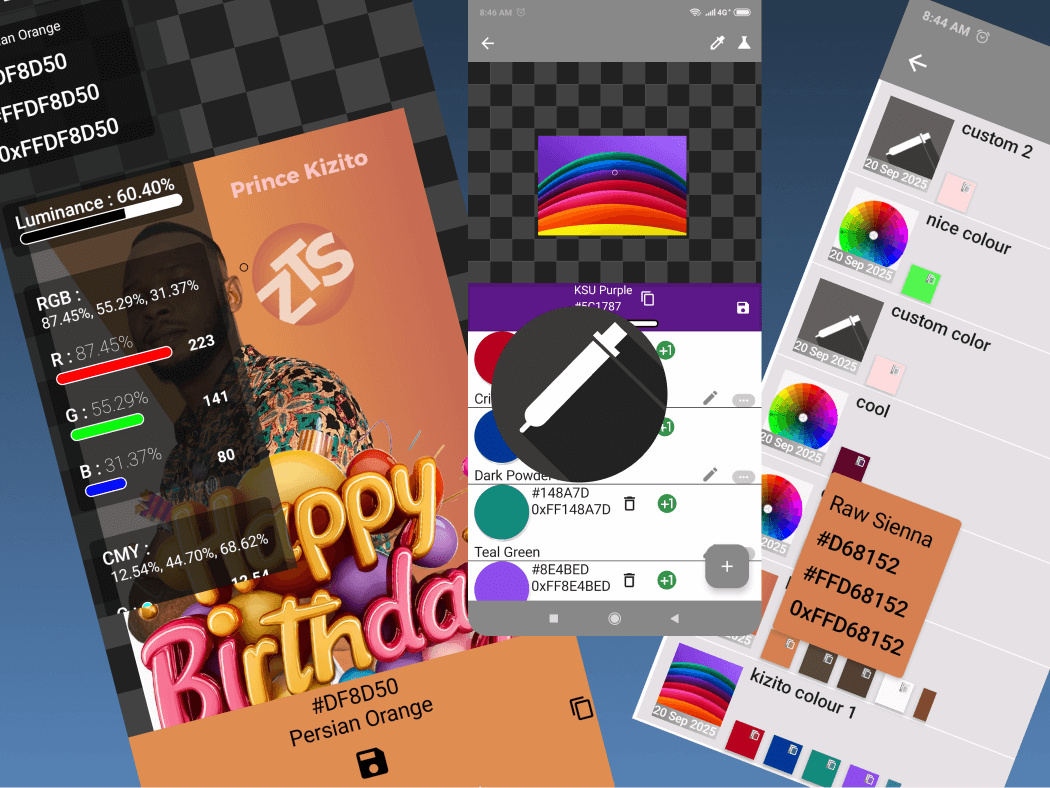 an Orange
DF8D50
#FFDF8D50
0xFFDF8D50
Luminance : 60.40%
RGB :
87.45%, 55.29%, 31.37%
R : 87.45%
223
G : 55.29%
141
B : 31.37%
80
CMY :
12.54%, 44.70%, 68.62%
12.54
Prince Kizito
ZTS
Happy
Birthda
#DF8D50
Persian Orange
8:46 AM
4G+
KSU Purple
#5C1787
+1
Cri
+1
Dark Powder
#148A7D
0xFF148A7D
+1
Teal Green
#8E4BED
0xFF8E4BED
+1
+
8:44 AM
custom 2
20 Sep 2025
nice colour
20 Sep 2025
custom color
20 Sep 2025
cool
20 Sep 2025
Raw Sienna
#D68152
#FFD68152
0xFFD68152
kizito colour 1
20 Sep 2025